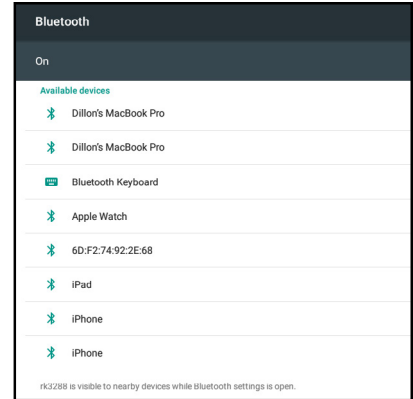 Bluetooth
On
Available devices
Dillon's MacBook Pro
Dillon's MacBook Pro
Bluetooth Keyboard
Apple Watch
6D:F2:74:92:2E:68
iPad
iPhone
iPhone
rk3288 is visible to nearby devices while Bluetooth settings is open.